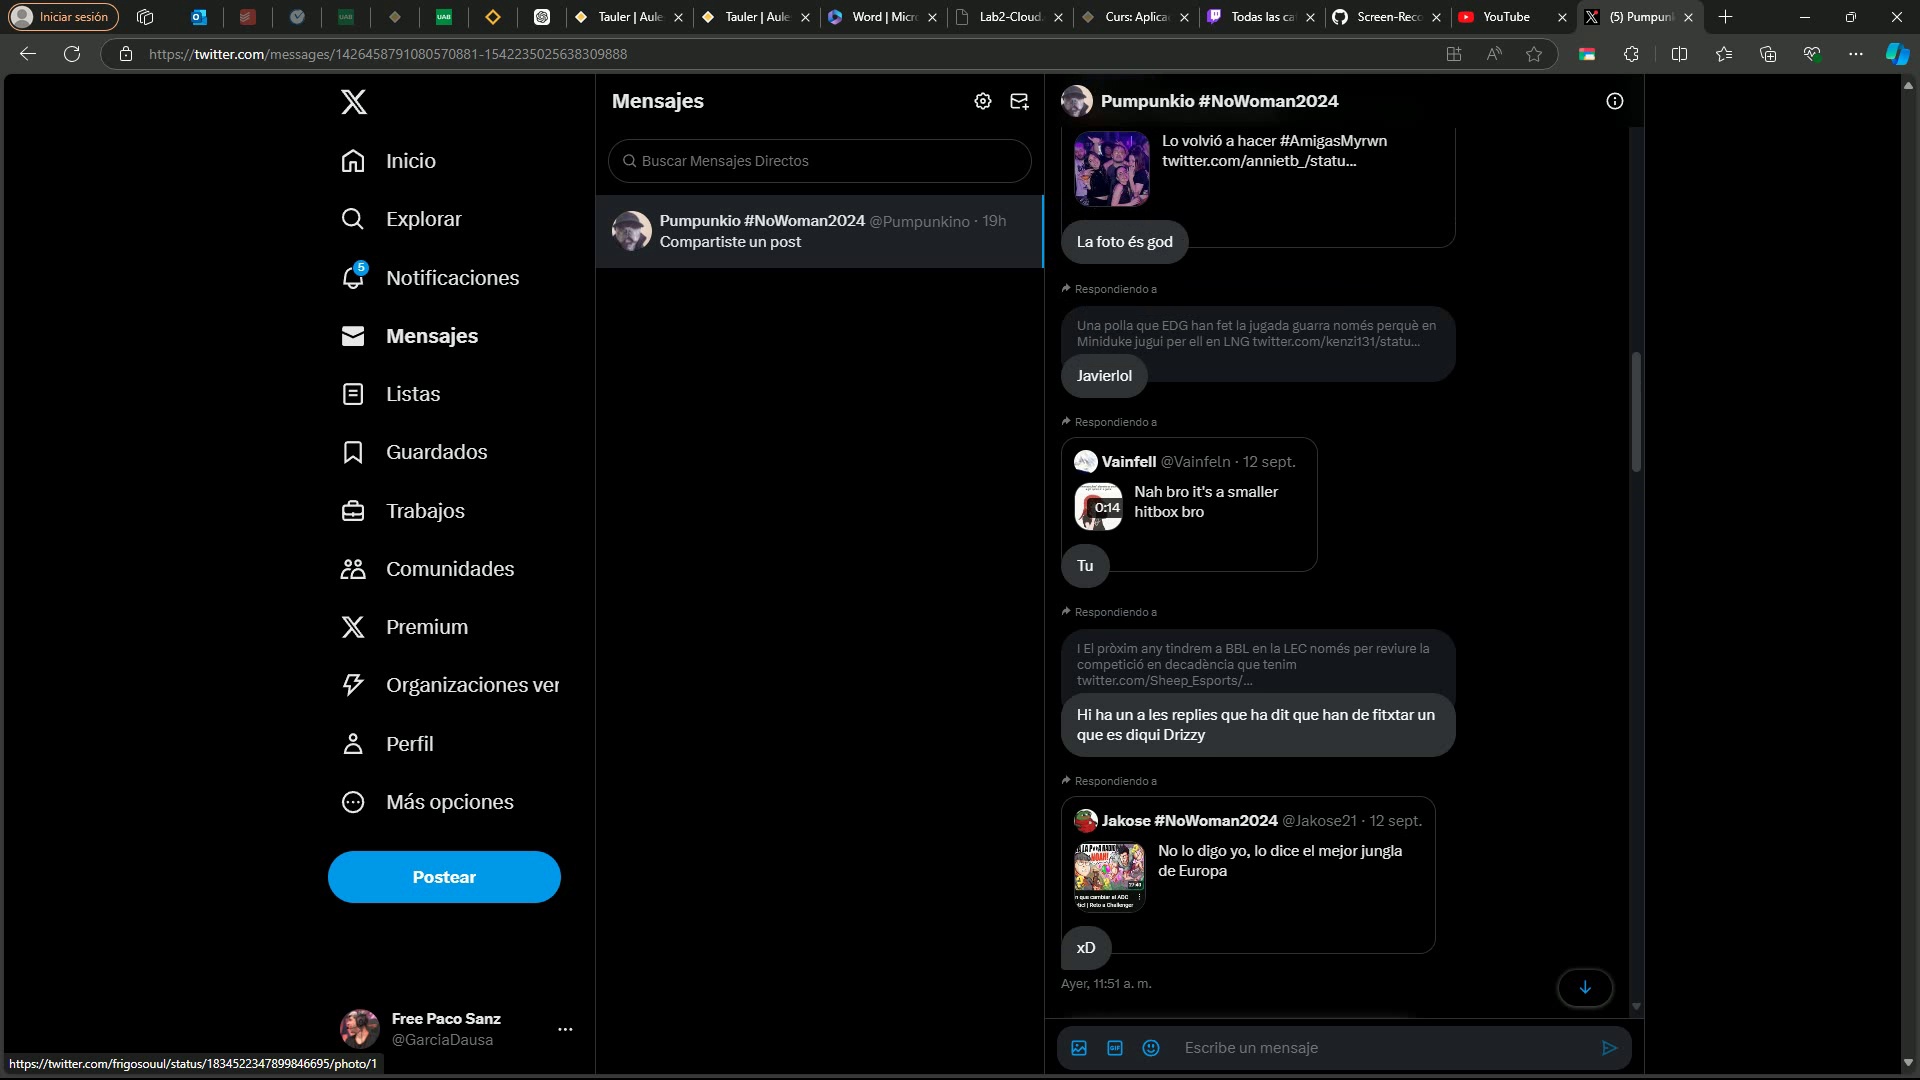 Iniciar sesión
Tauler | Aule
Tauler | Aule
Word | Micr
Lab2-Cloud
Curs: Aplica
Todas las ca
Screen-Reco
YouTube
(5) Pumpun
https://twitter.com/messages/1426458791080570881-1542235025638309888
Inicio
Explorar
5
Notificaciones
Mensajes
Listas
Guardados
Trabajos
Comunidades
Premium
Organizaciones ver
Perfil
Más opciones
Postear
Free Paco Sanz
@GarciaDausa
https://twitter.com/frigosouul/status/1834522347899846695/photo/1
Mensajes
Buscar Mensajes Directos
Pumpunkio #NoWoman2024 @Pumpunkino · 19h
Compartiste un post
Pumpunkio #NoWoman2024
Lo volvió a hacer #AmigasMyrwn
twitter.com/annietb_/statu...
La foto és god
Respondiendo a
Una polla que EDG han fet la jugada guarra només perquè en
Miniduke jugui per ell en LNG twitter.com/kenzi131/statu...
Javierlol
Respondiendo a
Vainfell @Vainfeln · 12 sept.
0:14
Nah bro it's a smaller
hitbox bro
Tu
Respondiendo a
I El pròxim any tindrem a BBL en la LEC només per reviure la
competició en decadència que tenim
twitter.com/Sheep_Esports/...
Hi ha un a les replies que ha dit que han de fitxtar un
que es diqui Drizzy
Respondiendo a
Jakose #NoWoman2024 @Jakose21 · 12 sept.
No lo digo yo, lo dice el mejor jungla
de Europa
xD
Ayer, 11:51 a. m.
GIF
Escribe un mensaje